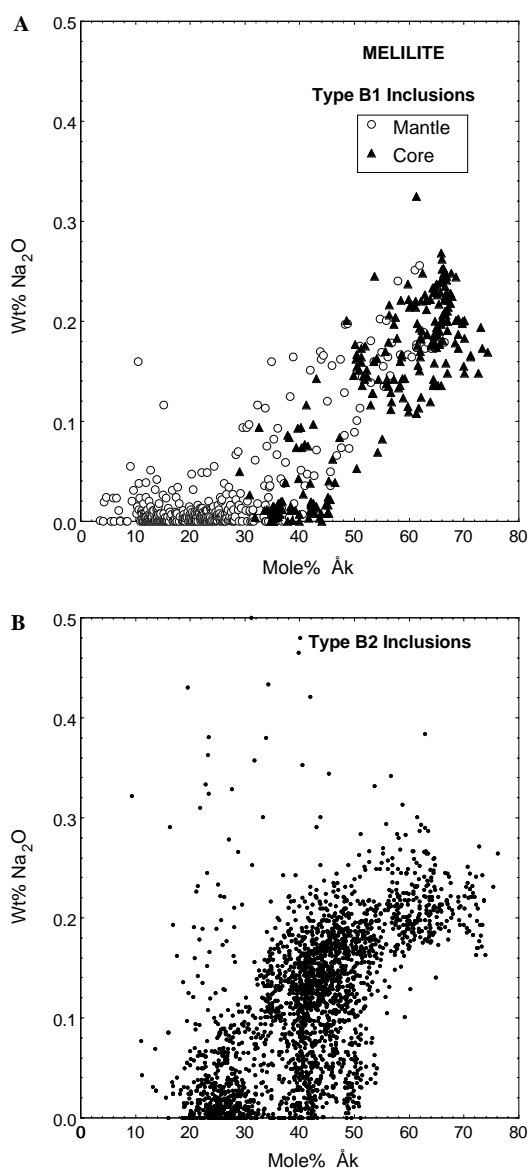 A
0.5
MELILITE
Type B1 Inclusions
○ Mantle
▲ Core
0.4
0.3
Wt% Na₂O
0.2
0.1
0.0
0 10 20 30 40 50 60 70 80
Mole% Åk
B
0.5
Type B2 Inclusions
0.4
0.3
Wt% Na₂O
0.2
0.1
0.0
0 10 20 30 40 50 60 70 80
Mole% Åk